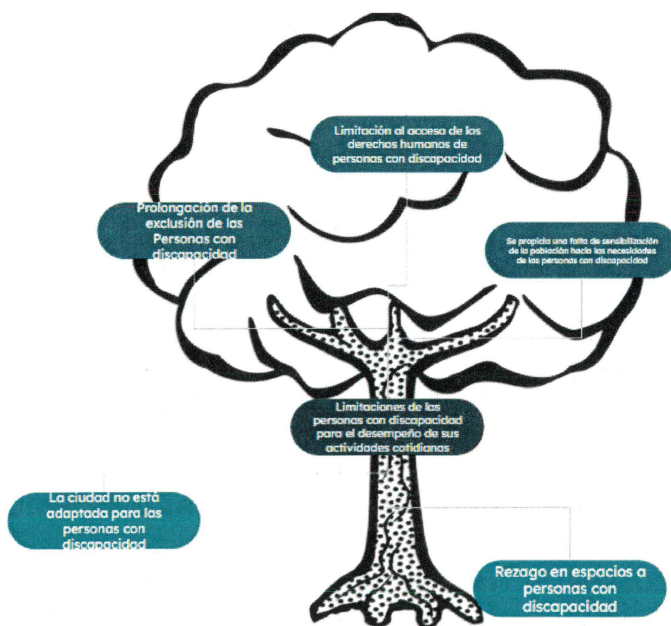 Limitación al acceso de los
derechos humanos de
personas con discapacidad
Prolongación de la
exclusión de las
Personas con
discapacidad
Se propicia una falta de sensibilización
de la población hacia las necesidades
de las personas con discapacidad
Limitaciones de las
personas con discapacidad
para el desempeño de sus
actividades cotidianas
La ciudad no está
adaptada para las
personas con
discapacidad
Rezago en espacios a
personas con
discapacidad